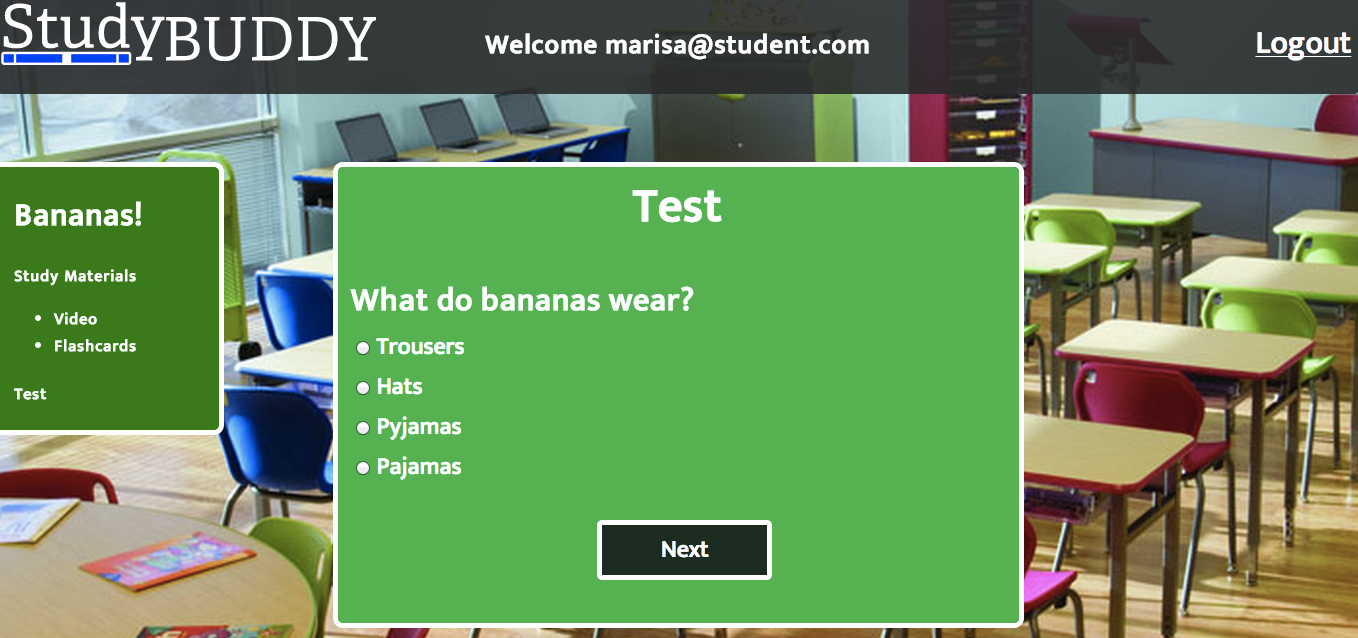 StudyBUDDY
Welcome marisa@student.com
Logout
Bananas!
Study Materials
Video
Flashcards
Test
Test
What do bananas wear?
Trousers
Hats
Pyjamas
Pajamas
Next